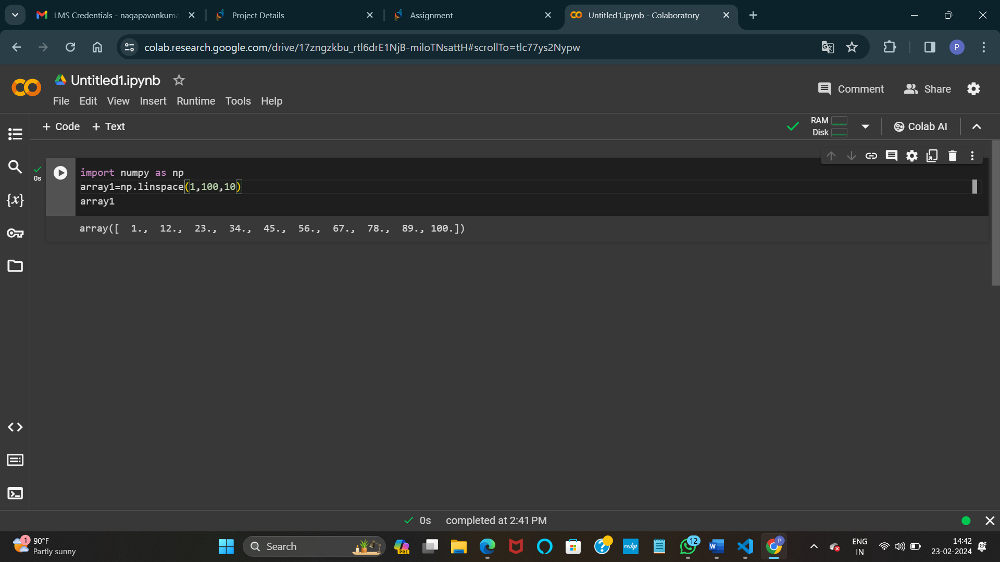 LMS Credentials - nagapavankuma
Project Details
Assignment
Untitled1.ipynb - Colaboratory
colab.research.google.com/drive/17zngzkbu_rtl6drE1NjB-miloTNsattH#scrollTo=tlc77ys2Nypw
P
Untitled1.ipynb
File Edit View Insert Runtime Tools Help
Comment
Share
+ Code + Text
RAM
Disk
Colab AI
{x}
0s
import numpy as np
array1=np.linspace(1,100,10)
array1
array([  1.,  12.,  23.,  34.,  45.,  56.,  67.,  78.,  89., 100.])
0s completed at 2:41 PM
1
90°F
Partly sunny
Search
PRE
myhp
12
P
ENG
IN
14:42
23-02-2024